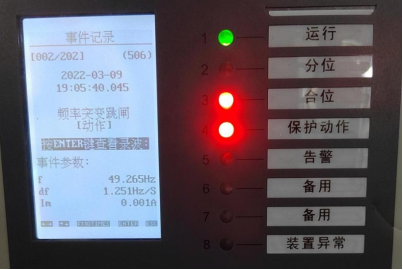 事件记录
[002/202] (506)
2022-03-09
19:05:40.045
频率突变跳闸
[动作]
按ENTER键查看录波:
事件参数:
f 49.265Hz
df 1.251Hz/S
Im 0.001A
1 运行
2 分位
3 合位
4 保护动作
5 告警
6 备用
7 备用
8 装置异常